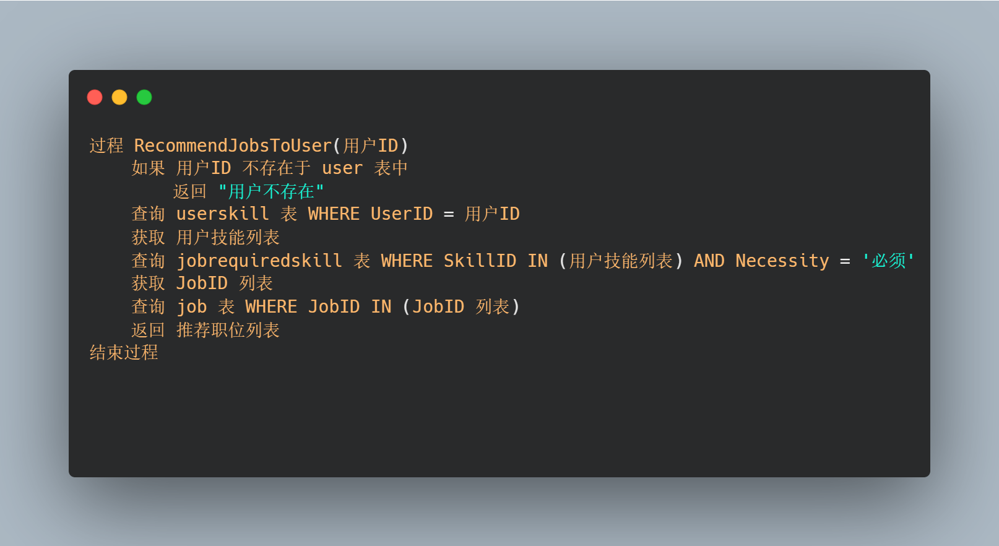 过程 RecommendJobsToUser(用户ID)
如果 用户ID 不存在于 user 表中
返回 "用户不存在"
查询 userskill 表 WHERE UserID = 用户ID
获取 用户技能列表
查询 jobrequiredskill 表 WHERE SkillID IN (用户技能列表) AND Necessity = '必须'
获取 JobID 列表
查询 job 表 WHERE JobID IN (JobID 列表)
返回 推荐职位列表
结束过程